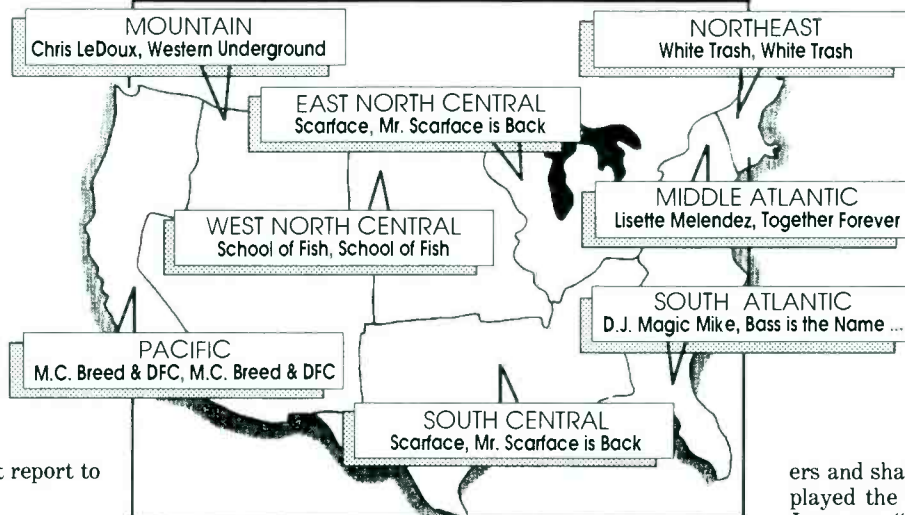 MOUNTAIN
Chris LeDoux, Western Underground
NORTHEAST
White Trash, White Trash
EAST NORTH CENTRAL
Scarface, Mr. Scarface is Back
MIDDLE ATLANTIC
Lisette Melendez, Together Forever
WEST NORTH CENTRAL
School of Fish, School of Fish
SOUTH ATLANTIC
D.J. Magic Mike, Bass is the Name ...
PACIFIC
M.C. Breed & DFC, M.C. Breed & DFC
SOUTH CENTRAL
Scarface, Mr. Scarface is Back
t report to
ers and sha
played the